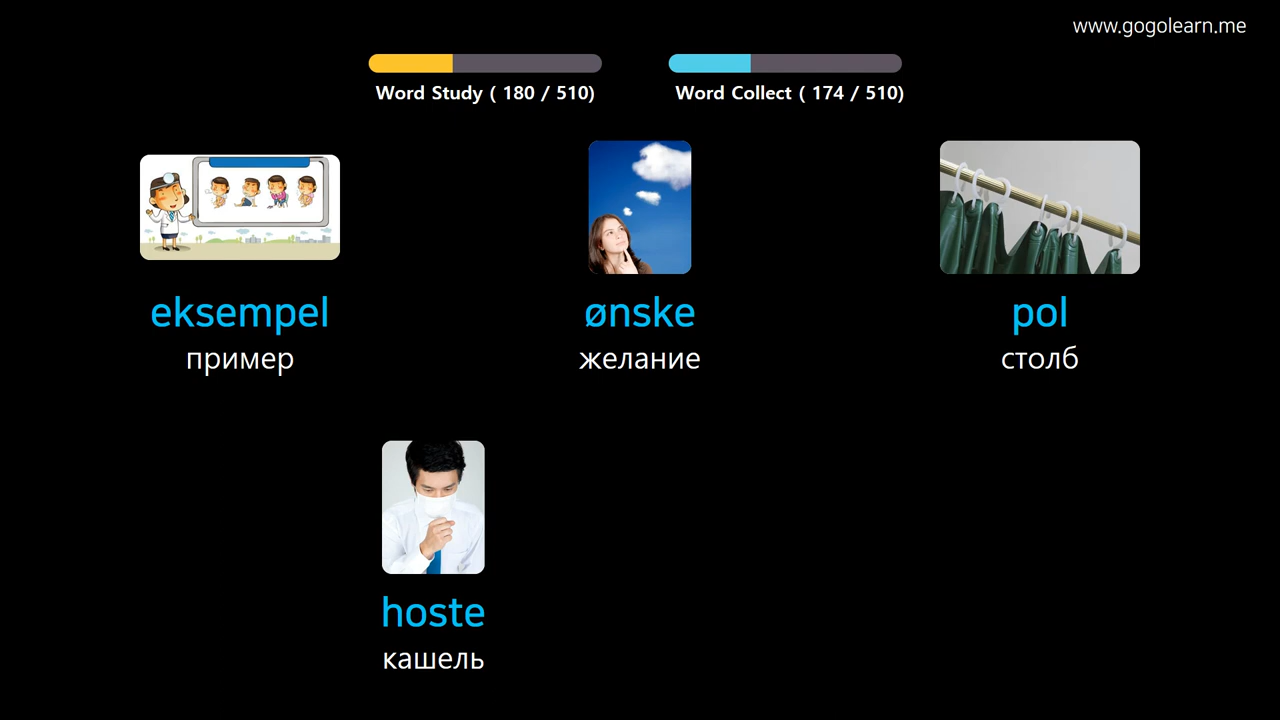 www.gogolearn.me
Word Study ( 180 / 510)
Word Collect ( 174 / 510)
eksempel
пример
ønske
желание
pol
столб
hoste
кашель